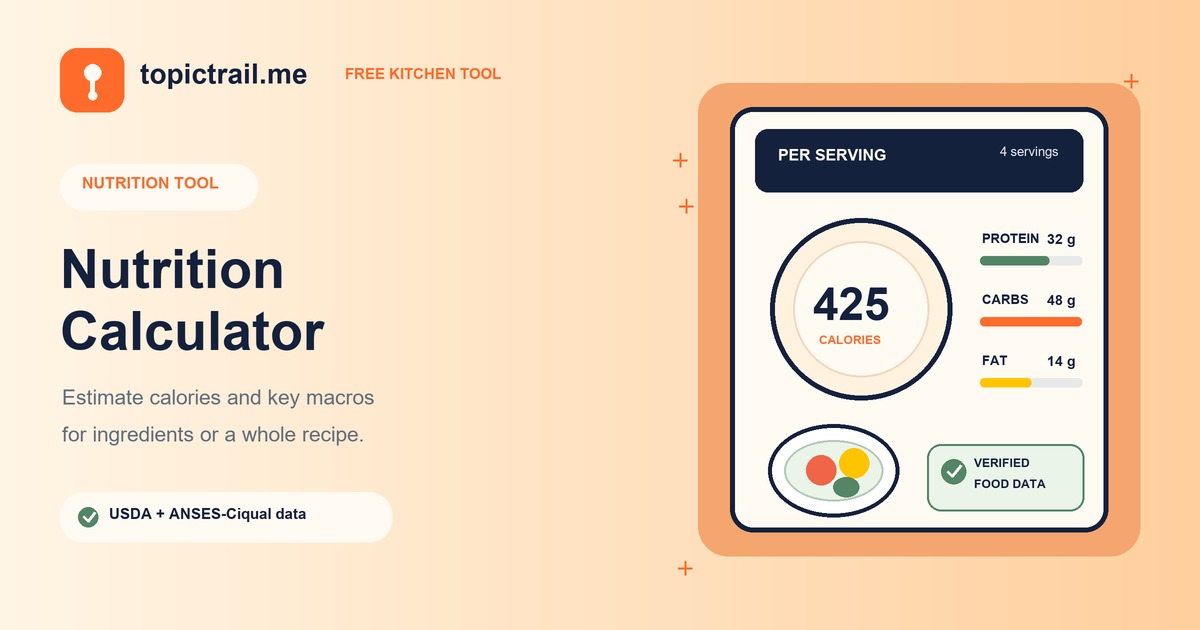 topictrail.me
FREE KITCHEN TOOL
NUTRITION TOOL
Nutrition
Calculator
Estimate calories and key macros
for ingredients or a whole recipe.
USDA + ANSES-Ciqual data
PER SERVING
4 servings
425
CALORIES
PROTEIN 32 g
CARBS 48 g
FAT 14 g
VERIFIED
FOOD DATA